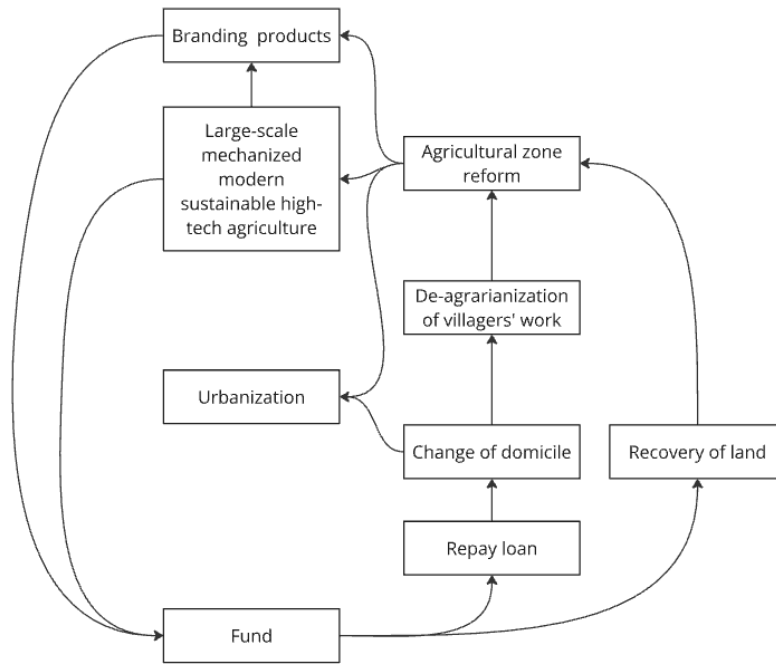 Branding products
Large-scale
mechanized
modern
sustainable high-
tech agriculture
Agricultural zone
reform
De-agrarianization
of villagers' work
Urbanization
Change of domicile
Recovery of land
Repay loan
Fund